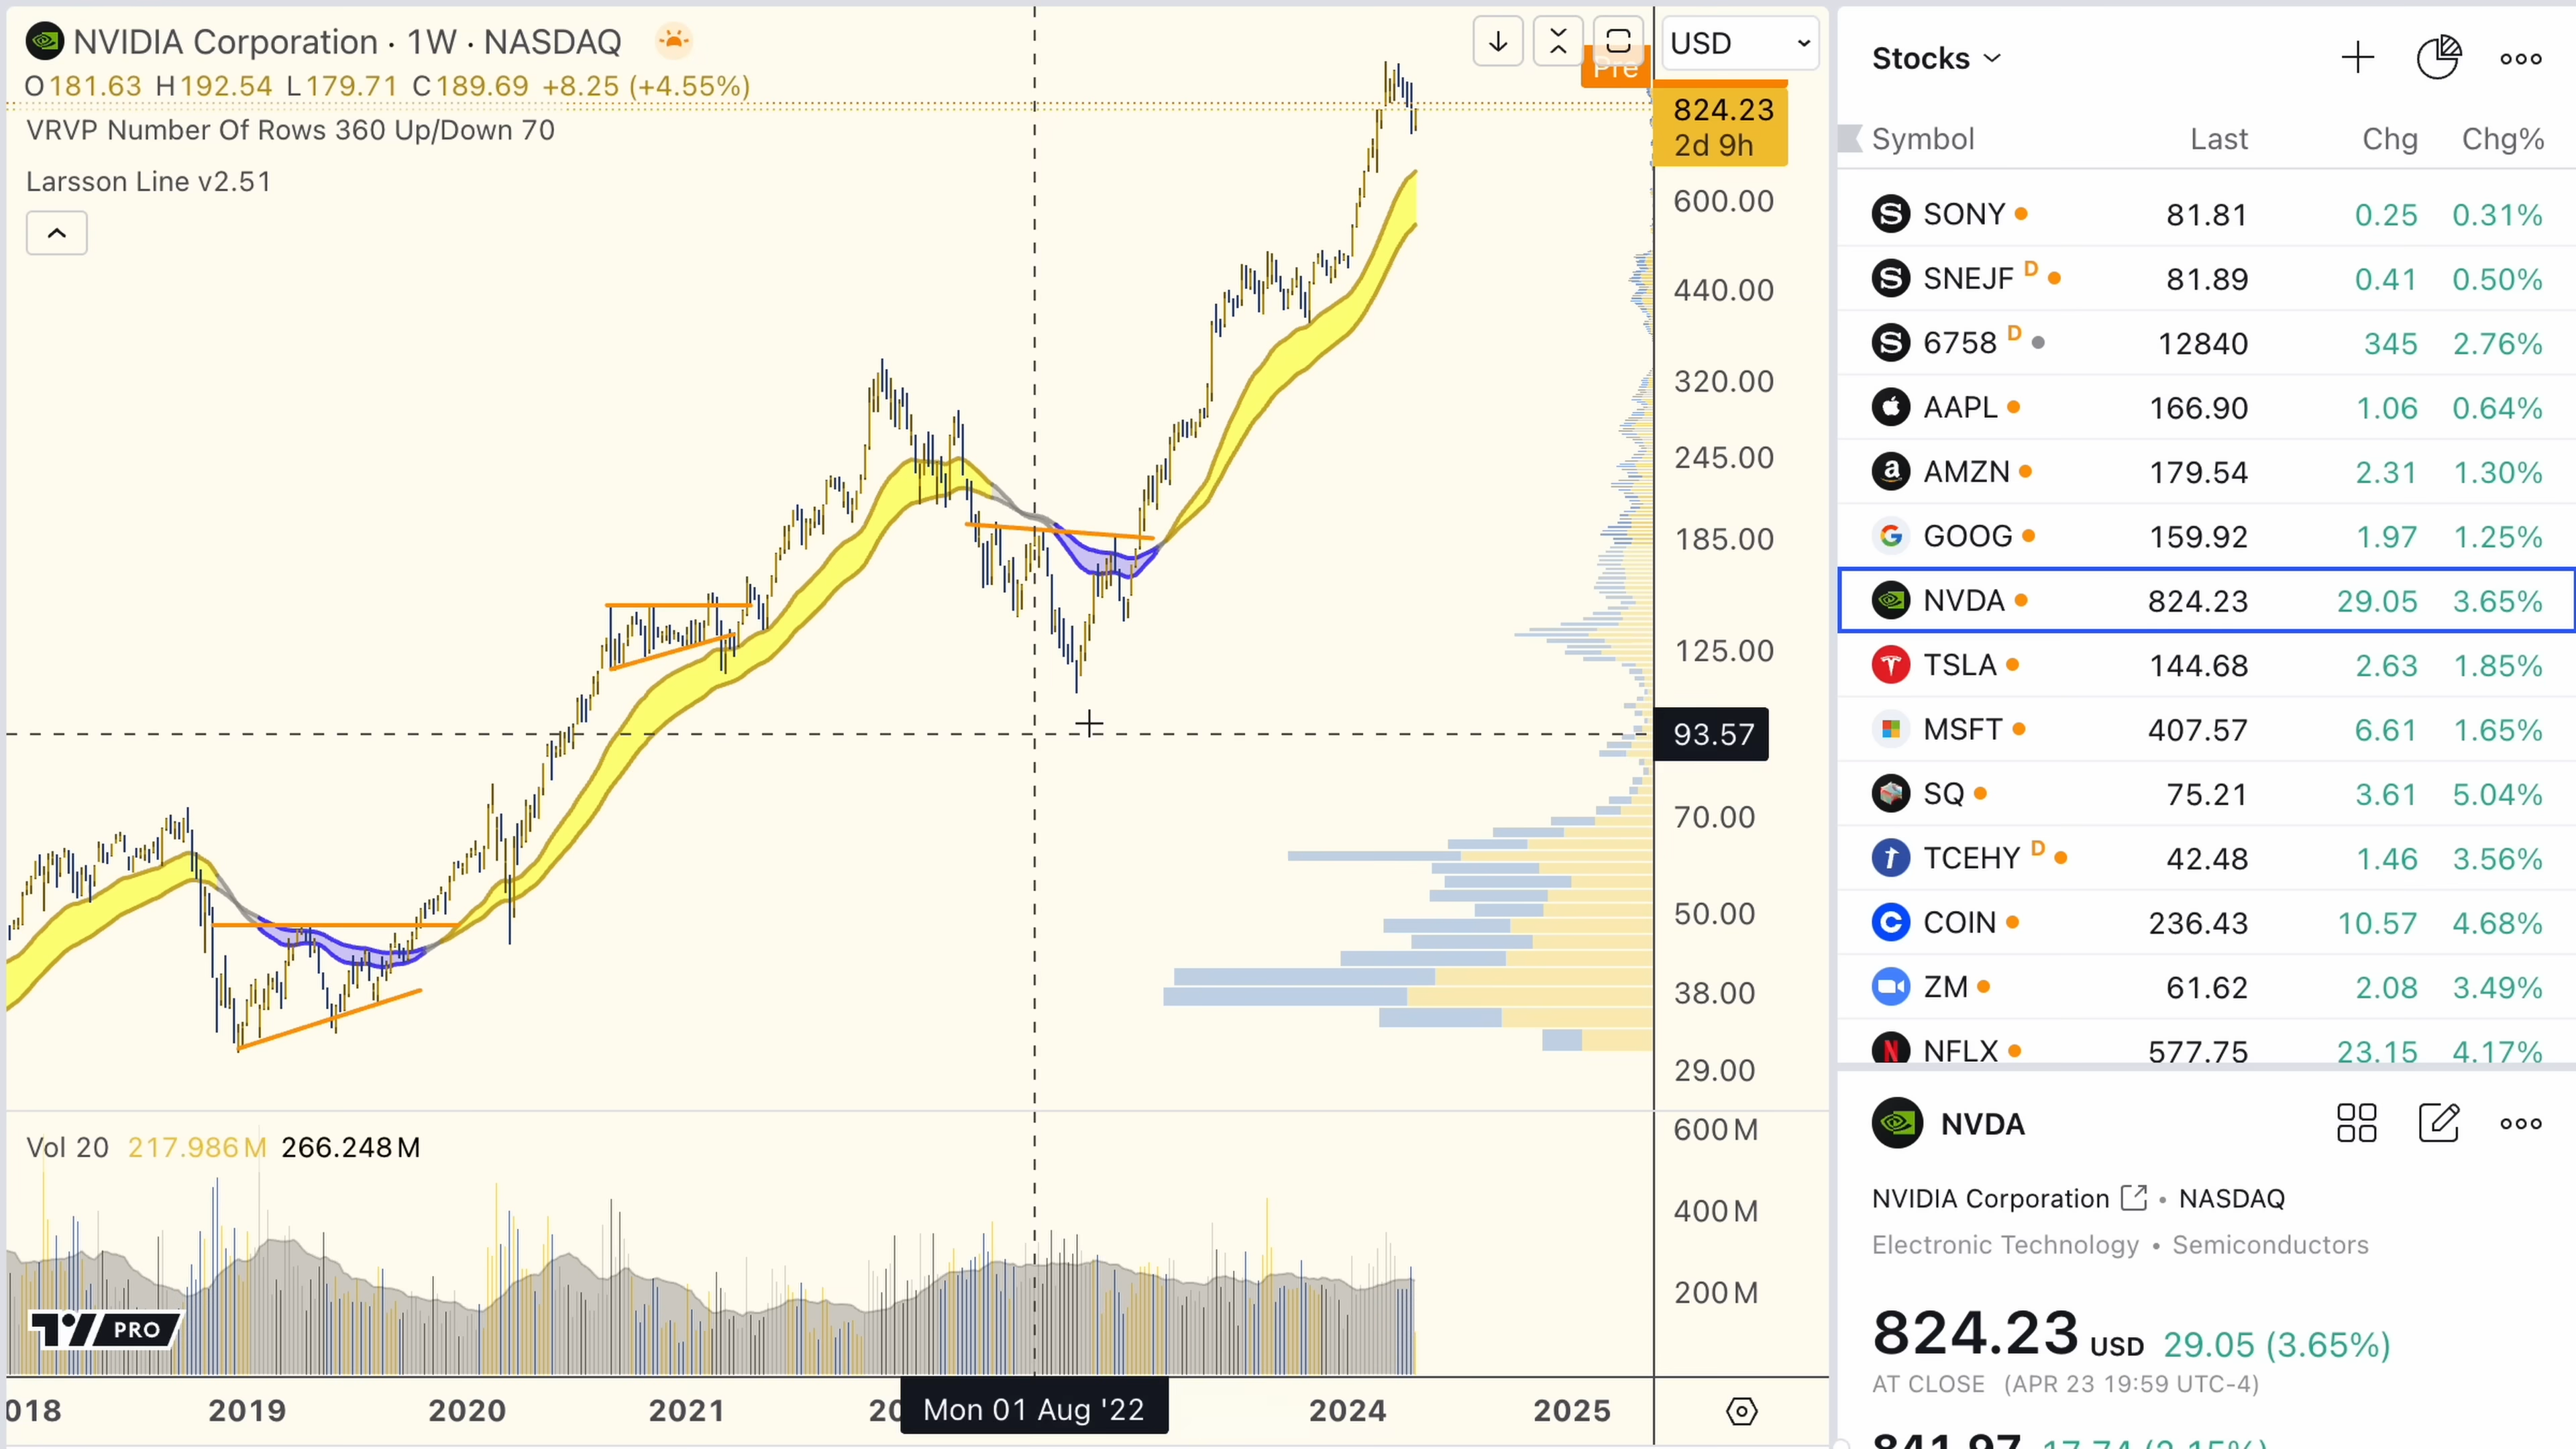 NVIDIA Corporation · 1W · NASDAQ
O181.63 H192.54 L179.71 C189.69 +8.25 (+4.55%)
VRVP Number Of Rows 360 Up/Down 70
Larsson Line v2.51
USD
Pre
824.23
2d 9h
600.00
440.00
320.00
245.00
185.00
125.00
93.57
70.00
50.00
38.00
29.00
Vol 20 217.986M 266.248M
600M
400M
200M
PRO
018 2019 2020 2021 20 Mon 01 Aug '22 2024 2025
Stocks
Symbol Last Chg Chg%
SONY 81.81 0.25 0.31%
SNEJF D 81.89 0.41 0.50%
6758 D 12840 345 2.76%
AAPL 166.90 1.06 0.64%
AMZN 179.54 2.31 1.30%
GOOG 159.92 1.97 1.25%
NVDA 824.23 29.05 3.65%
TSLA 144.68 2.63 1.85%
MSFT 407.57 6.61 1.65%
SQ 75.21 3.61 5.04%
TCEHY D 42.48 1.46 3.56%
COIN 236.43 10.57 4.68%
ZM 61.62 2.08 3.49%
NFLX 577.75 23.15 4.17%
NVDA
NVIDIA Corporation • NASDAQ
Electronic Technology • Semiconductors
824.23 USD 29.05 (3.65%)
AT CLOSE (APR 23 19:59 UTC-4)
841.97 17.74 (2.15%)